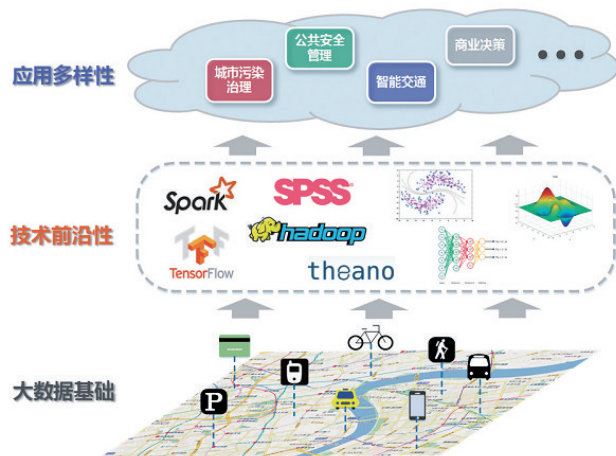 应用多样性
公共安全
管理
商业决策
城市污染
治理
智能交通
技术前沿性
Spark
SPSS
hadoop
TensorFlow
theano
大数据基础
P